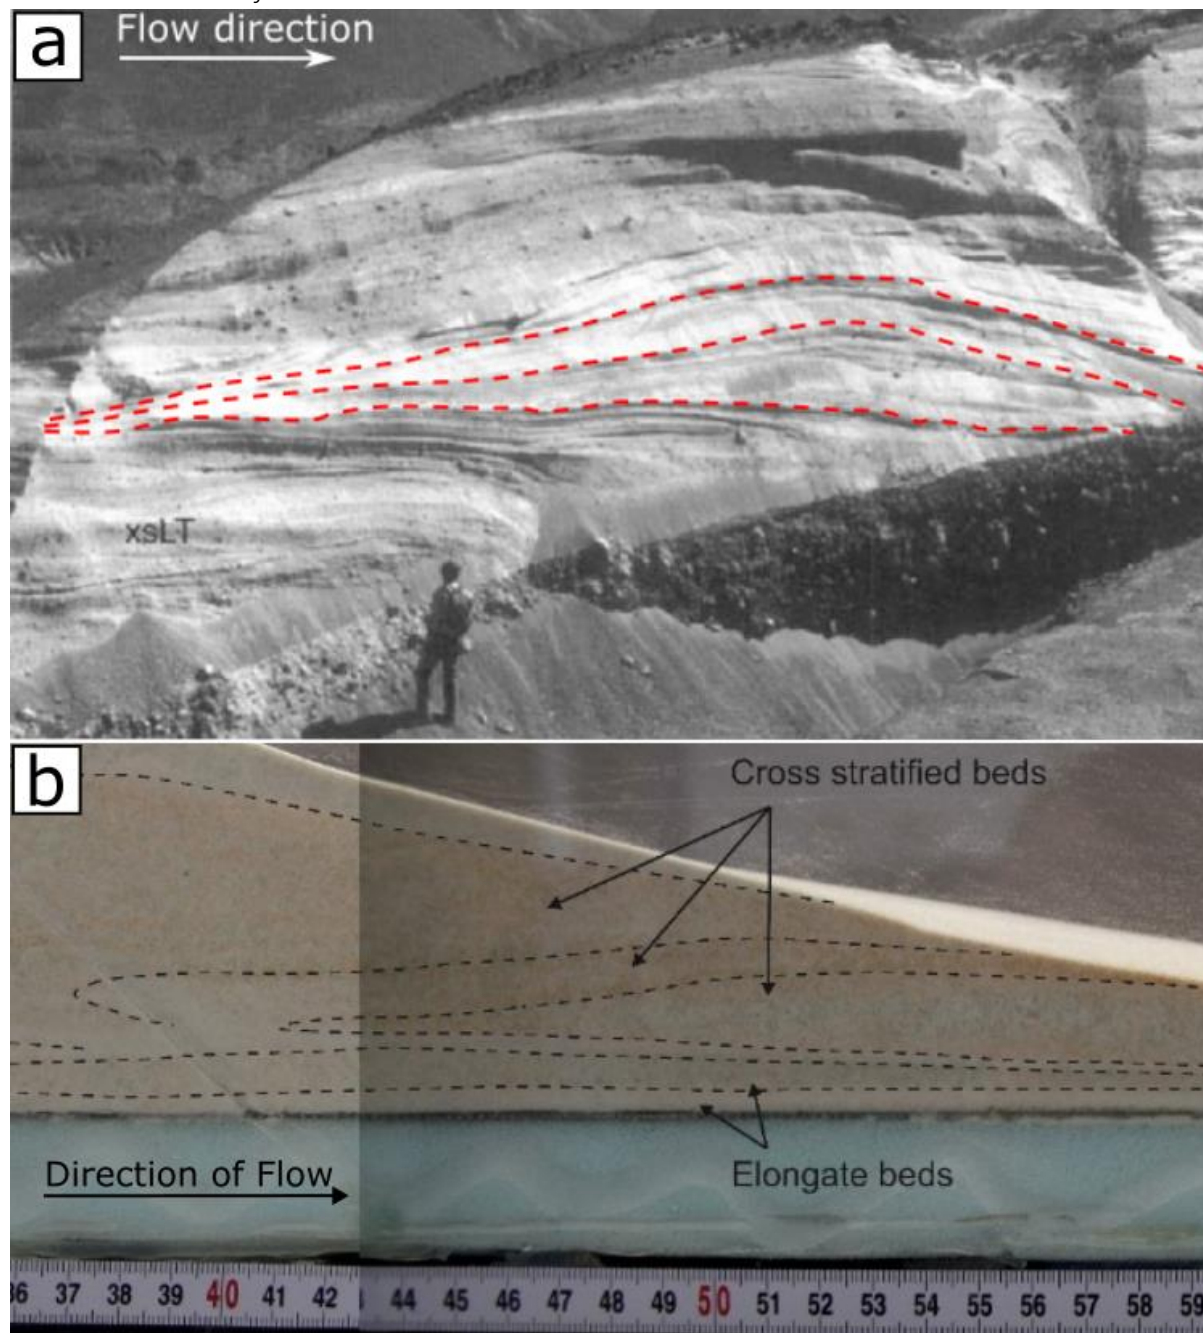 a
Flow direction
xsLT
b
Cross stratified beds
Elongate beds
Direction of Flow
36 37 38 39 40 41 42 44 45 46 47 48 49 50 51 52 53 54 55 56 57 58 59